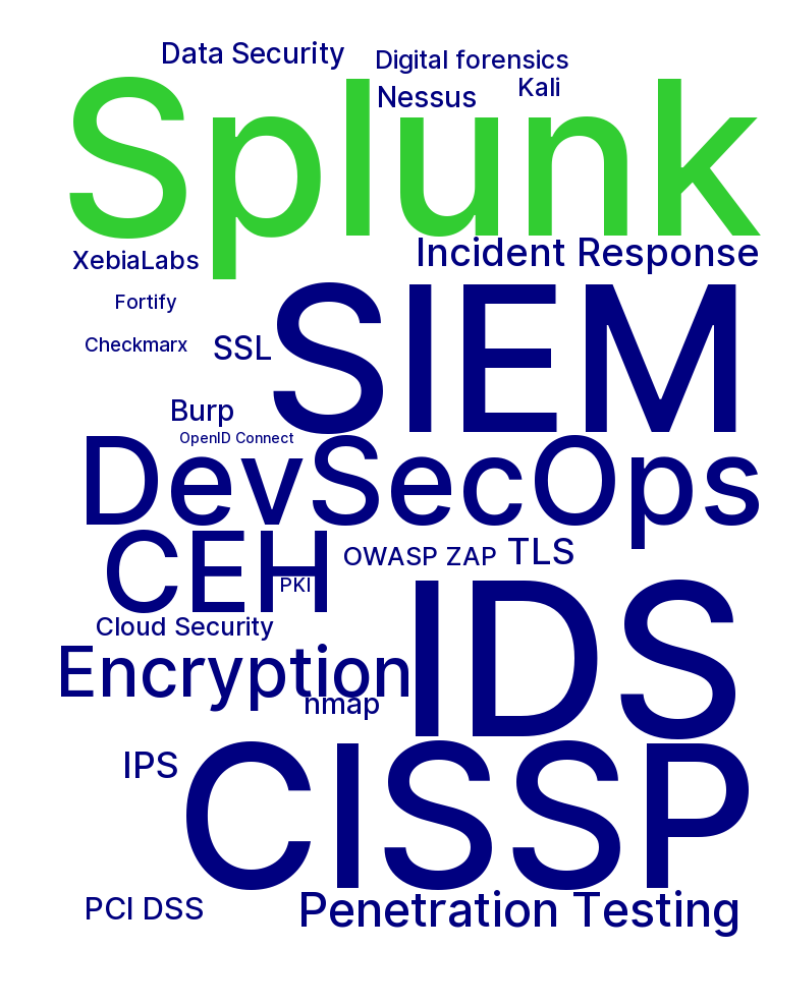 Data Security
Digital forensics
Nessus
Kali
Splunk
XebiaLabs
Incident Response
Fortify
Checkmarx
SSL
SIEM
Burp
OpenID Connect
DevSecOps
CEH
OWASP ZAP
TLS
PKI
Cloud Security
IDS
Encryption
nmap
IPS
CISSP
PCI DSS
Penetration Testing